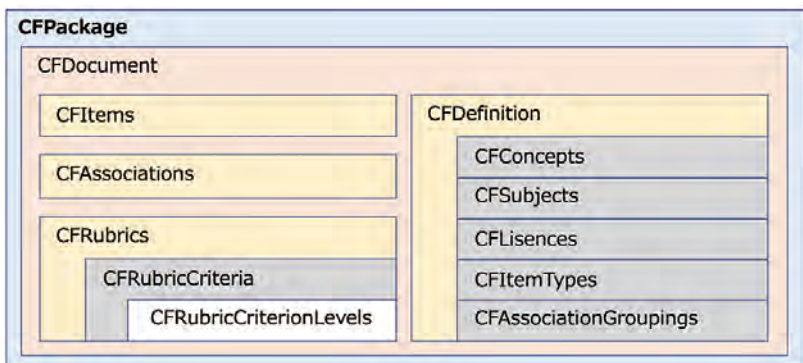 CFPackage
CFDocument
CFItems
CFAssociations
CFRubrics
CFRubricCriteria
CFRubricCriterionLevels
CFDefinition
CFConcepts
CFSubjects
CFLisences
CFItemTypes
CFAssociationGroupings